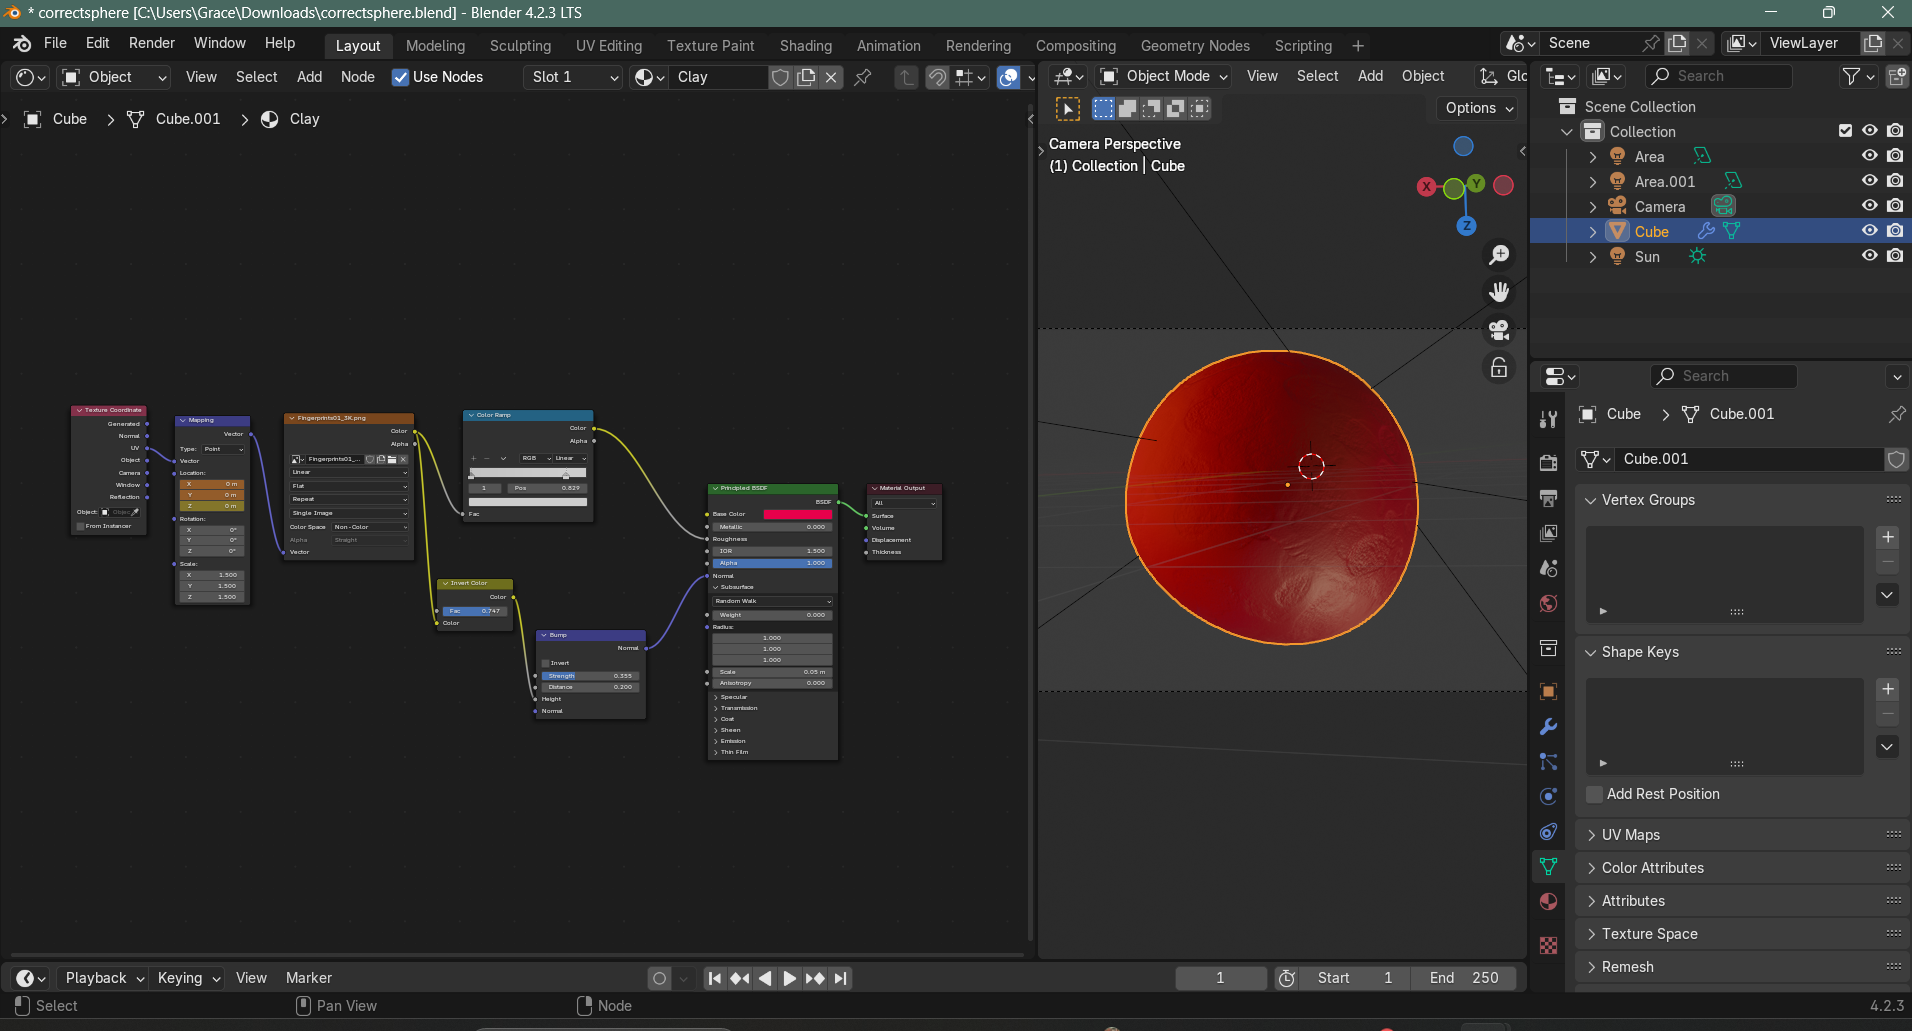 * correctsphere [C:\Users\Grace\Downloads\correctsphere.blend] - Blender 4.2.3 LTS
File Edit Render Window Help Layout Modeling Sculpting UV Editing Texture Paint Shading Animation Rendering Compositing Geometry Nodes Scripting + Scene ViewLayer
Object View Select Add Node Use Nodes Slot 1 Clay
Cube > Cube.001 > Clay
Texture Coordinate
Generated
Normal
UV
Object
Camera
Window
Reflection
Object: Objec
From Instancer
Mapping
Vector
Type: Point
Vector
Location:
X 0 m
Y 0 m
Z 0 m
Rotation:
X 0°
Y 0°
Z 0°
Scale:
X 1.500
Y 1.500
Z 1.500
Fingerprints01_3K.png
Color
Alpha
Fingerprints01_...
Linear
Flat
Repeat
Single Image
Color Space Non-Color
Alpha Straight
Vector
Color Ramp
Color
Alpha
+ − RGB Linear
1 Pos 0.829
Fac
Invert Color
Color
Fac 0.747
Color
Bump
Normal
Invert
Strength 0.355
Distance 0.200
Height
Normal
Principled BSDF
BSDF
Base Color
Metallic 0.000
Roughness
IOR 1.500
Alpha 1.000
Normal
Subsurface
Random Walk
Weight 0.000
Radius:
1.000
1.000
1.000
Scale 0.05 m
Anisotropy 0.000
Specular
Transmission
Coat
Sheen
Emission
Thin Film
Material Output
All
Surface
Volume
Displacement
Thickness
Object Mode View Select Add Object Glo
Options
Camera Perspective
(1) Collection | Cube
X Y
Z
Search
Scene Collection
Collection
Area
Area.001
Camera
Cube
Sun
Search
Cube > Cube.001
Cube.001
Vertex Groups
Shape Keys
Add Rest Position
UV Maps
Color Attributes
Attributes
Texture Space
Remesh
Playback Keying View Marker 1 Start 1 End 250
Select Pan View Node 4.2.3